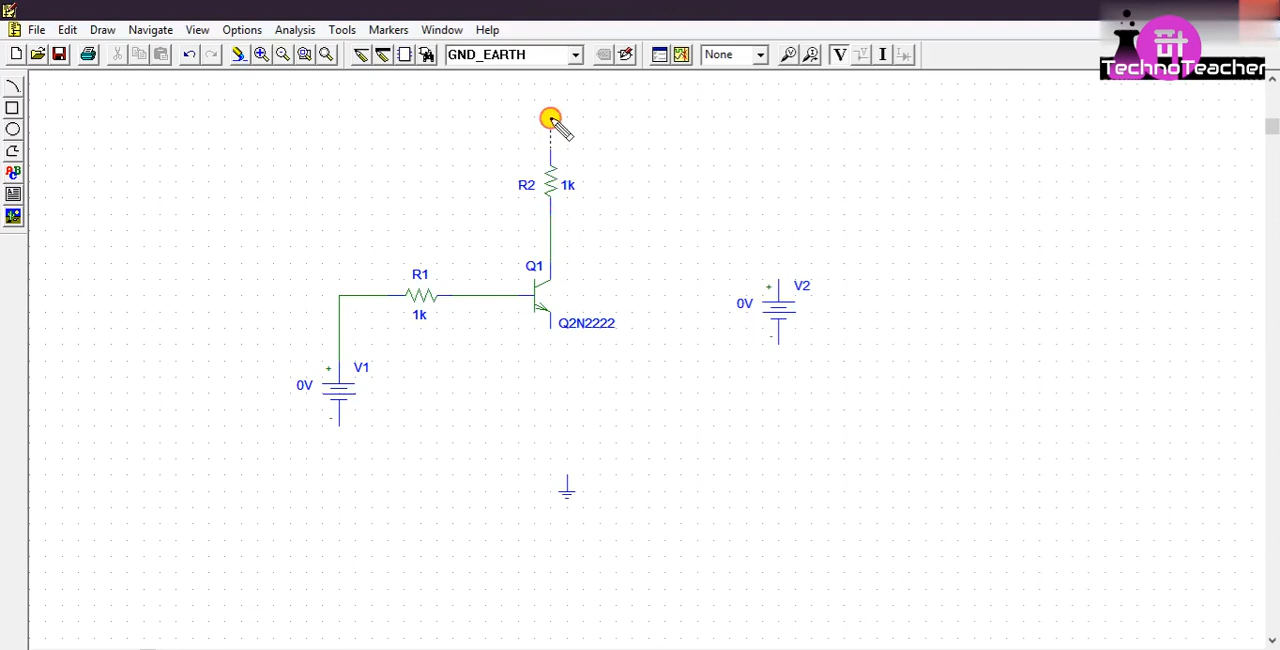 File Edit Draw Navigate View Options Analysis Tools Markers Window Help
GND_EARTH None V I
TechnoTeacher
ABC
R2 1k
Q1
R1
1k
Q2N2222
+ V2
0V
-
+ V1
0V
-